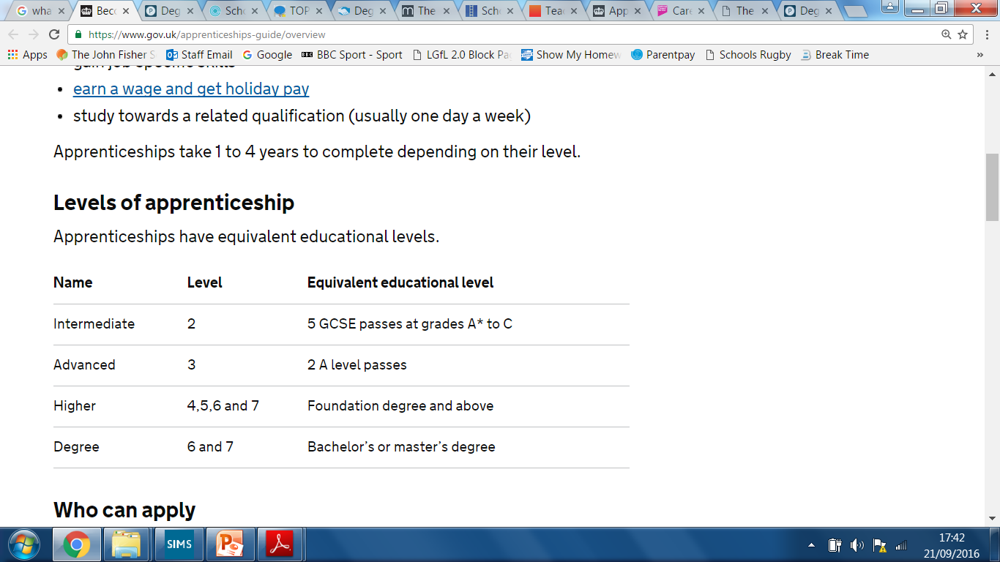 wha
Beco
Deg
Scho
TOP
Deg
The
Sch
Teac
App
Care
The
Deg
https://www.gov.uk/apprenticeships-guide/overview
Apps
The John Fisher S
Staff Email
Google
BBC Sport - Sport
LGfL 2.0 Block Pa
Show My Homew
Parentpay
Schools Rugby
Break Time
»
gain job-specific skills
• earn a wage and get holiday pay
• study towards a related qualification (usually one day a week)
Apprenticeships take 1 to 4 years to complete depending on their level.
Levels of apprenticeship
Apprenticeships have equivalent educational levels.
Name Level Equivalent educational level
Intermediate 2 5 GCSE passes at grades A* to C
Advanced 3 2 A level passes
Higher 4,5,6 and 7 Foundation degree and above
Degree 6 and 7 Bachelor's or master's degree
Who can apply
SIMS
17:42
21/09/2016